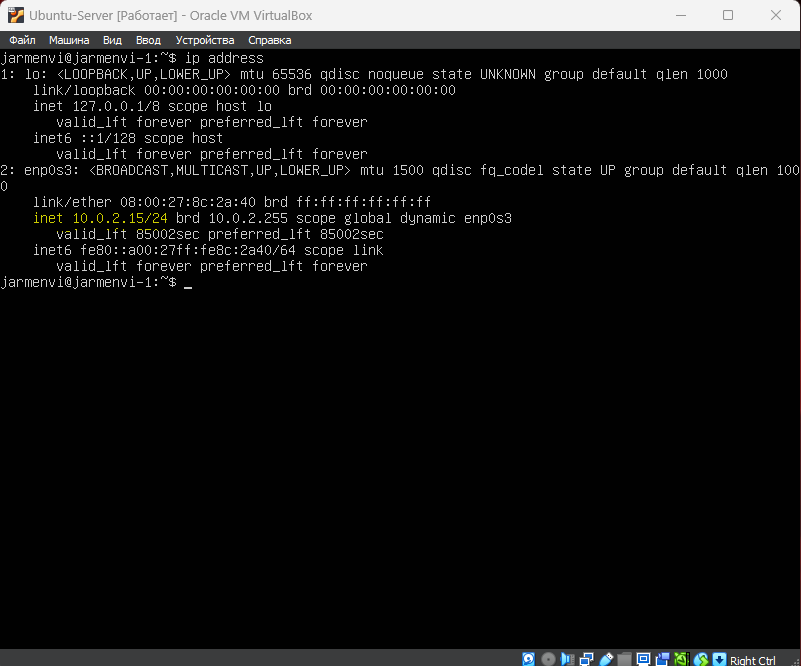 Ubuntu-Server [Работает] - Oracle VM VirtualBox
Файл Машина Вид Ввод Устройства Справка
jarmenvi@jarmenvi-1:~$ ip address
1: lo: <LOOPBACK,UP,LOWER_UP> mtu 65536 qdisc noqueue state UNKNOWN group default qlen 1000
    link/loopback 00:00:00:00:00:00 brd 00:00:00:00:00:00
    inet 127.0.0.1/8 scope host lo
       valid_lft forever preferred_lft forever
    inet6 ::1/128 scope host
       valid_lft forever preferred_lft forever
2: enp0s3: <BROADCAST,MULTICAST,UP,LOWER_UP> mtu 1500 qdisc fq_codel state UP group default qlen 100
0
    link/ether 08:00:27:8c:2a:40 brd ff:ff:ff:ff:ff:ff
    inet 10.0.2.15/24 brd 10.0.2.255 scope global dynamic enp0s3
       valid_lft 85002sec preferred_lft 85002sec
    inet6 fe80::a00:27ff:fe8c:2a40/64 scope link
       valid_lft forever preferred_lft forever
jarmenvi@jarmenvi-1:~$ _
Right Ctrl